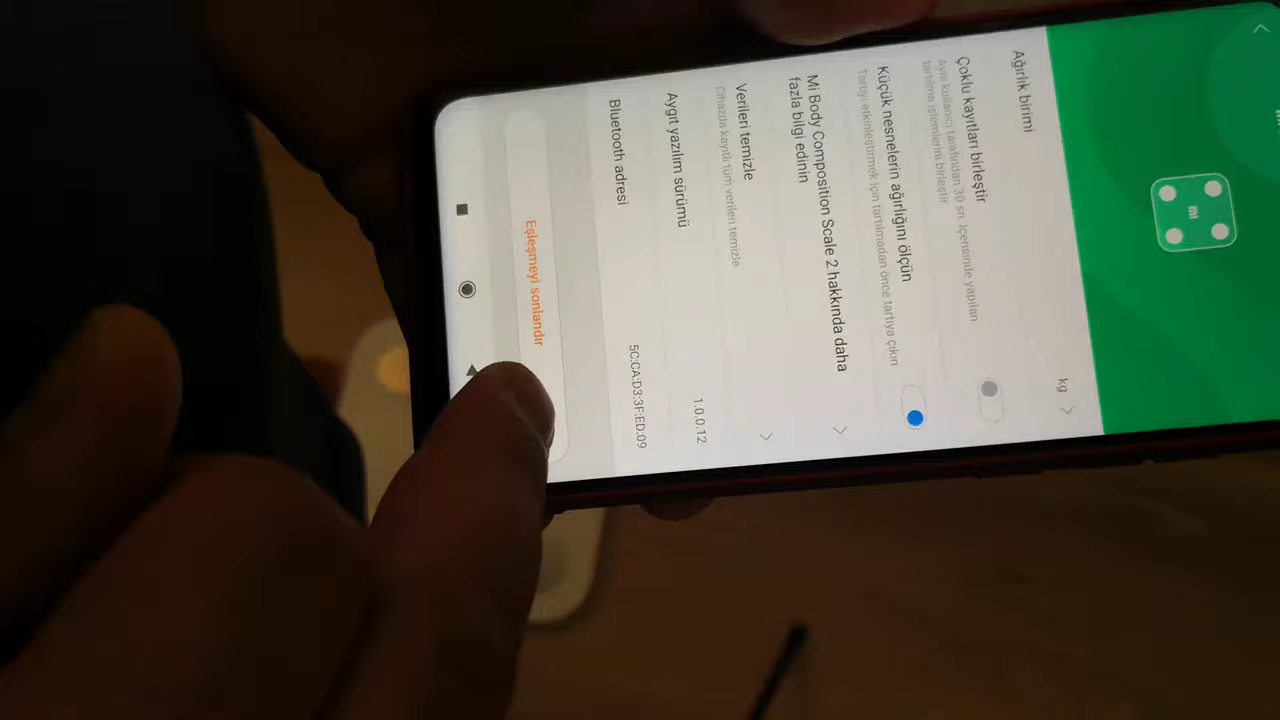 mi
Ağırlık birimi
kg
Çoklu kayıtları birleştir
Aynı kullanıcı tarafından 30 sn. içerisinde yapılan
tartılma işlemlerini birleştir
Küçük nesnelerin ağırlığını ölçün
Tartıyı etkinleştirmek için tartılmadan önce tartıya çıkın
Mi Body Composition Scale 2 hakkında daha
fazla bilgi edinin
Verileri temizle
Cihazda kayıtlı tüm verileri temizle
Aygıt yazılım sürümü
1.0.0.12
Bluetooth adresi
5C:CA:D3:3F:ED:09
Eşleşmeyi sonlandır